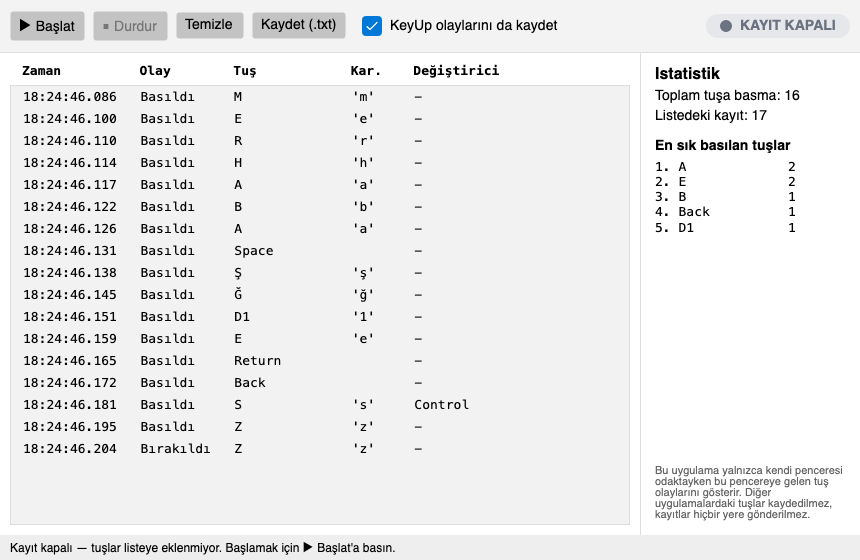 ▶ Başlat ▪ Durdur Temizle Kaydet (.txt) KeyUp olaylarını da kaydet ● KAYIT KAPALI
Zaman Olay Tuş Kar. Değiştirici
18:24:46.086 Basıldı M 'm' –
18:24:46.100 Basıldı E 'e' –
18:24:46.110 Basıldı R 'r' –
18:24:46.114 Basıldı H 'h' –
18:24:46.117 Basıldı A 'a' –
18:24:46.122 Basıldı B 'b' –
18:24:46.126 Basıldı A 'a' –
18:24:46.131 Basıldı Space –
18:24:46.138 Basıldı Ş 'ş' –
18:24:46.145 Basıldı Ğ 'ğ' –
18:24:46.151 Basıldı D1 '1' –
18:24:46.159 Basıldı E 'e' –
18:24:46.165 Basıldı Return –
18:24:46.172 Basıldı Back –
18:24:46.181 Basıldı S 's' Control
18:24:46.195 Basıldı Z 'z' –
18:24:46.204 Bırakıldı Z 'z' –
Istatistik
Toplam tuşa basma: 16
Listedeki kayıt: 17
En sık basılan tuşlar
1. A 2
2. E 2
3. B 1
4. Back 1
5. D1 1
Bu uygulama yalnızca kendi penceresi
odaktayken bu pencereye gelen tuş
olaylarını gösterir. Diğer
uygulamalardaki tuşlar kaydedilmez,
kayıtlar hiçbir yere gönderilmez.
Kayıt kapalı — tuşlar listeye eklenmiyor. Başlamak için ▶ Başlat'a basın.